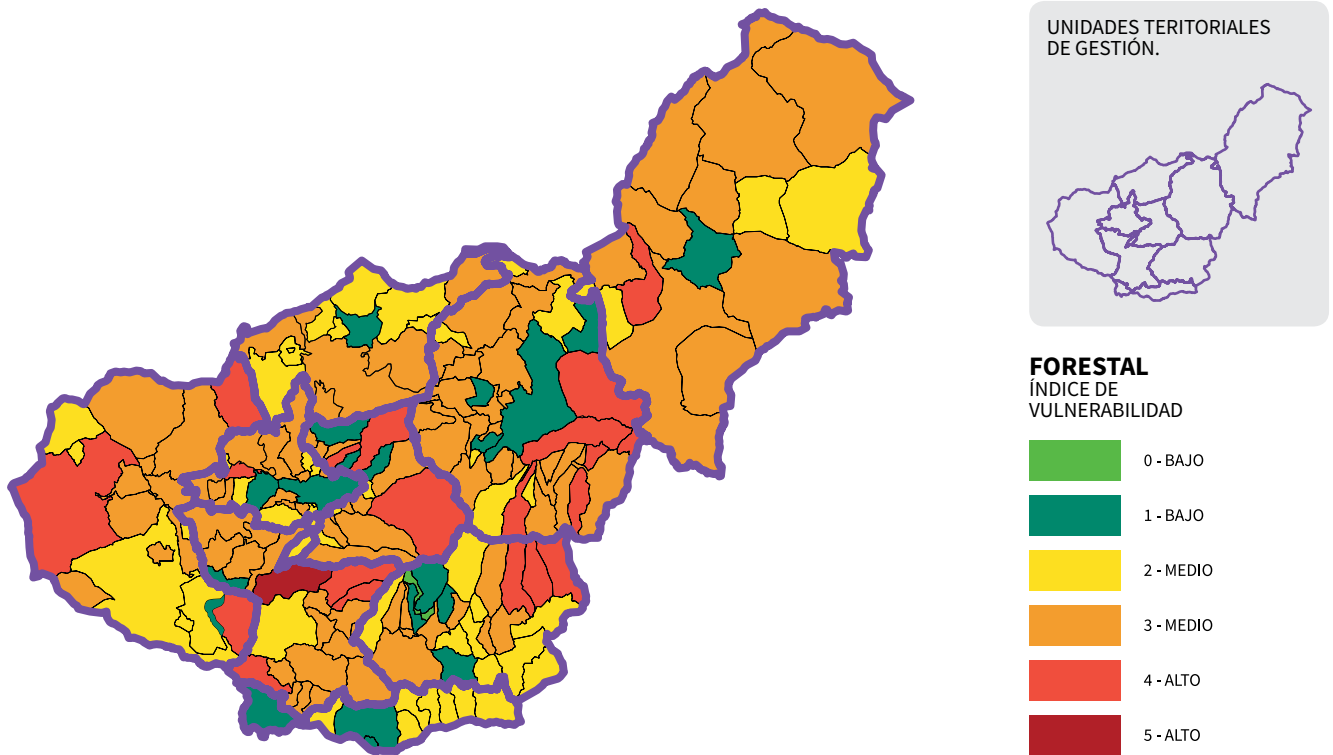 UNIDADES TERITORIALES
DE GESTIÓN.
FORESTAL
ÍNDICE DE
VULNERABILIDAD
0 - BAJO
1 - BAJO
2 - MEDIO
3 - MEDIO
4 - ALTO
5 - ALTO